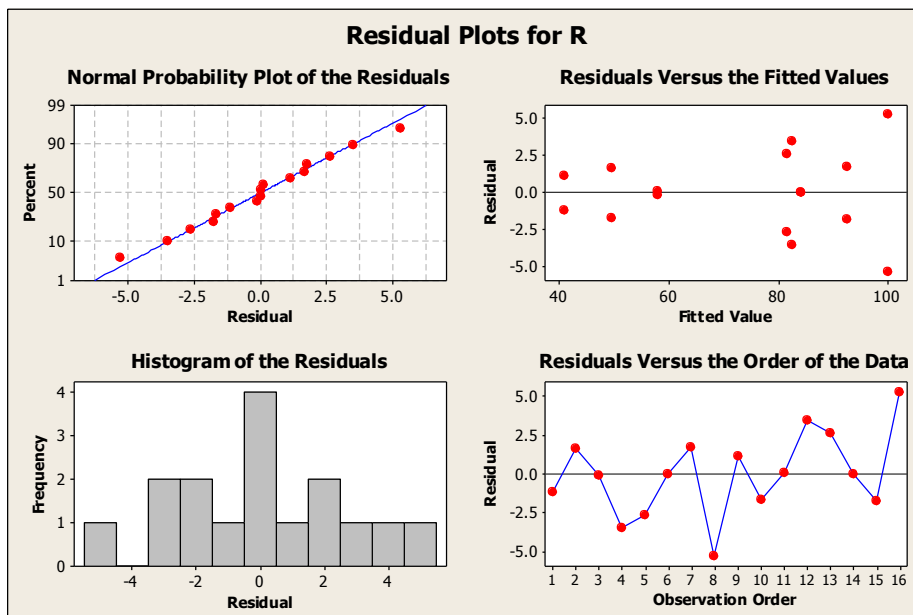 Residual Plots for R
Normal Probability Plot of the Residuals
99
90
50
10
1
Percent
-5.0 -2.5 0.0 2.5 5.0
Residual
Residuals Versus the Fitted Values
5.0
2.5
0.0
-2.5
-5.0
Residual
40 60 80 100
Fitted Value
Histogram of the Residuals
4
3
2
1
0
Frequency
-4 -2 0 2 4
Residual
Residuals Versus the Order of the Data
5.0
2.5
0.0
-2.5
-5.0
Residual
1 2 3 4 5 6 7 8 9 10 11 12 13 14 15 16
Observation Order